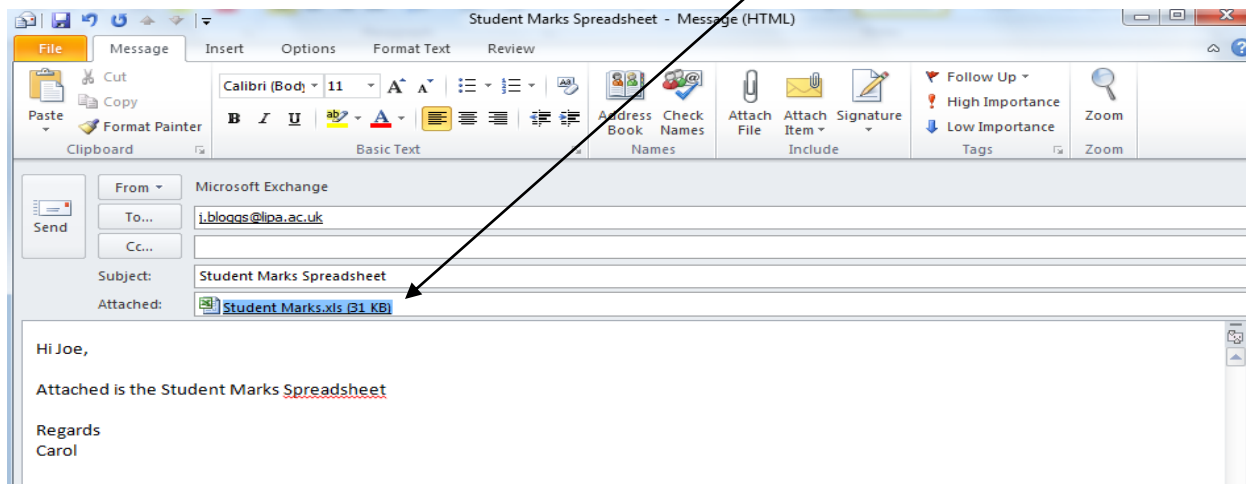 Student Marks Spreadsheet - Message (HTML)
File Message Insert Options Format Text Review
Cut
Copy
Format Painter
Paste
Clipboard
Calibri (Body 11
B I U
Basic Text
Address Book
Check Names
Names
Attach File
Attach Item
Signature
Include
Follow Up
High Importance
Low Importance
Tags
Zoom
Zoom
Send
From Microsoft Exchange
To... j.bloggs@lipa.ac.uk
Cc...
Subject: Student Marks Spreadsheet
Attached: Student Marks.xls (31 KB)
Hi Joe,
Attached is the Student Marks Spreadsheet
Regards
Carol